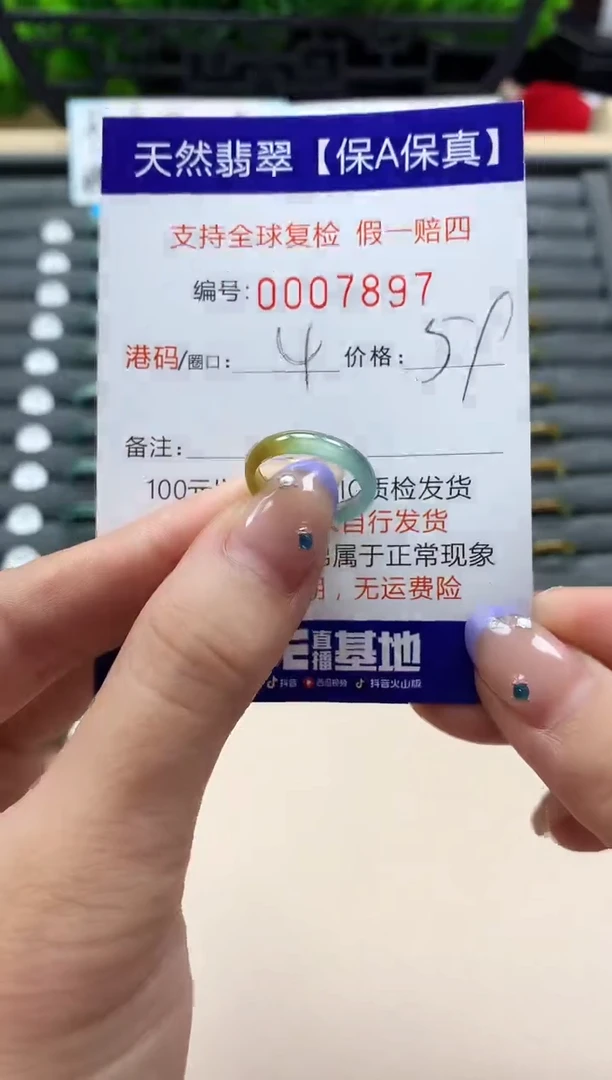 天然翡翠【保A保真】
支持全球复检 假一赔四
编号:0007897
港码/圈口: 4 价格:
备注:
100元 质检发货
自行发货
属于正常现象
,无运费险
直播基地
抖音 西瓜视频 抖音火山版